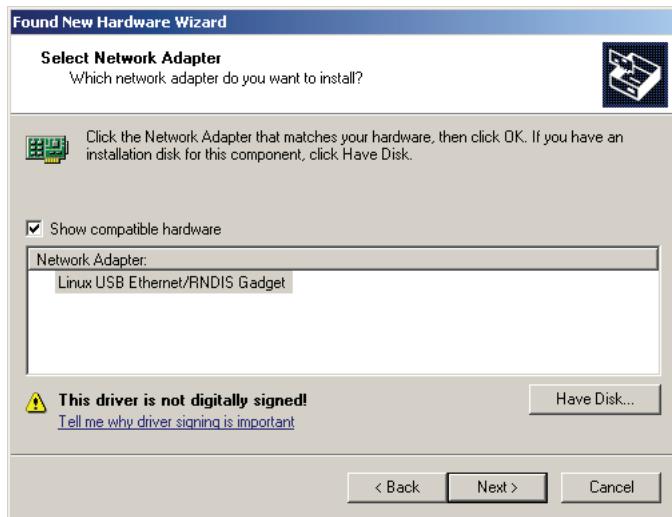 Found New Hardware Wizard
Select Network Adapter
Which network adapter do you want to install?
Click the Network Adapter that matches your hardware, then click OK. If you have an
installation disk for this component, click Have Disk.
Show compatible hardware
Network Adapter:
Linux USB Ethernet/RNDIS Gadget
This driver is not digitally signed!
Tell me why driver signing is important
Have Disk...
< Back
Next >
Cancel